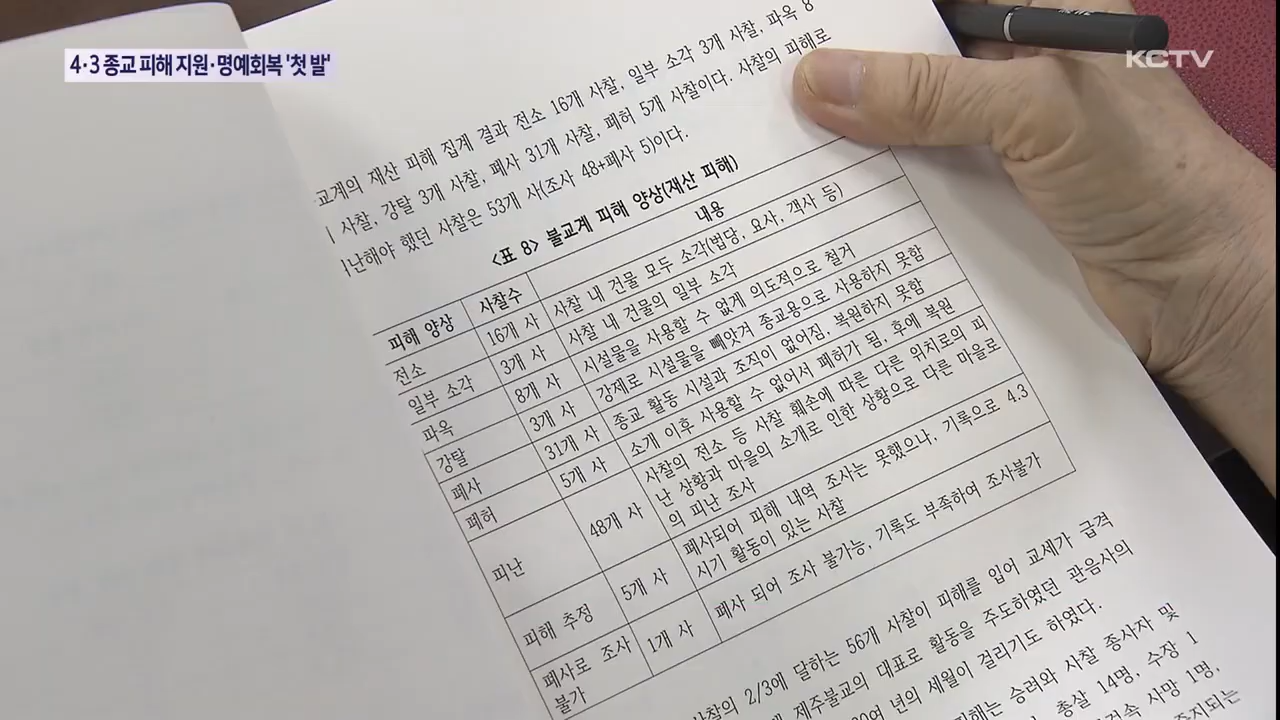 4·3 종교 피해 지원·명예회복 '첫 발'
KCTV
교계의 재산 피해 집계 결과 전소 16개 사찰, 일부 소각 3개 사찰, 파옥 8
사찰, 강탈 3개 사찰, 폐사 31개 사찰, 폐허 5개 사찰이다. 사찰의 피해로
난해야 했던 사찰은 53개 사(조사 48+폐사 5)이다.
<표 8> 불교계 피해 양상(재산 피해)
피해 양상 사찰수 내용
전소 16개 사 사찰 내 건물 모두 소각(법당, 요사, 객사 등)
일부 소각 3개 사 사찰 내 건물의 일부 소각
파옥 8개 사 시설물을 사용할 수 없게 의도적으로 철거
강탈 3개 사 강제로 시설물을 빼앗겨 종교용으로 사용하지 못함
폐사 31개 사 종교 활동 시설과 조직이 없어짐, 복원하지 못함
폐허 5개 사 소개 이후 사용할 수 없어서 폐허가 됨, 후에 복원
피난 48개 사 사찰의 전소 등 사찰 훼손에 따른 다른 위치로의 피
난 상황과 마을의 소개로 인한 상황으로 다른 마을로
의 피난 조사
피해 추정 5개 사 폐사되어 피해 내역 조사는 못했으나, 기록으로 4.3
시기 활동이 있는 사찰
폐사로 조사
불가 1개 사 폐사 되어 조사 불가능, 기록도 부족하여 조사불가
사찰의 2/3에 달하는 56개 사찰이 피해를 입어 교세가 급격
제주불교의 대표로 활동을 주도하였던 관음사의
년의 세월이 걸리기도 하였다.
피해는 승려와 사찰 종사자 및
총살 14명, 수장 1
사망 1명,